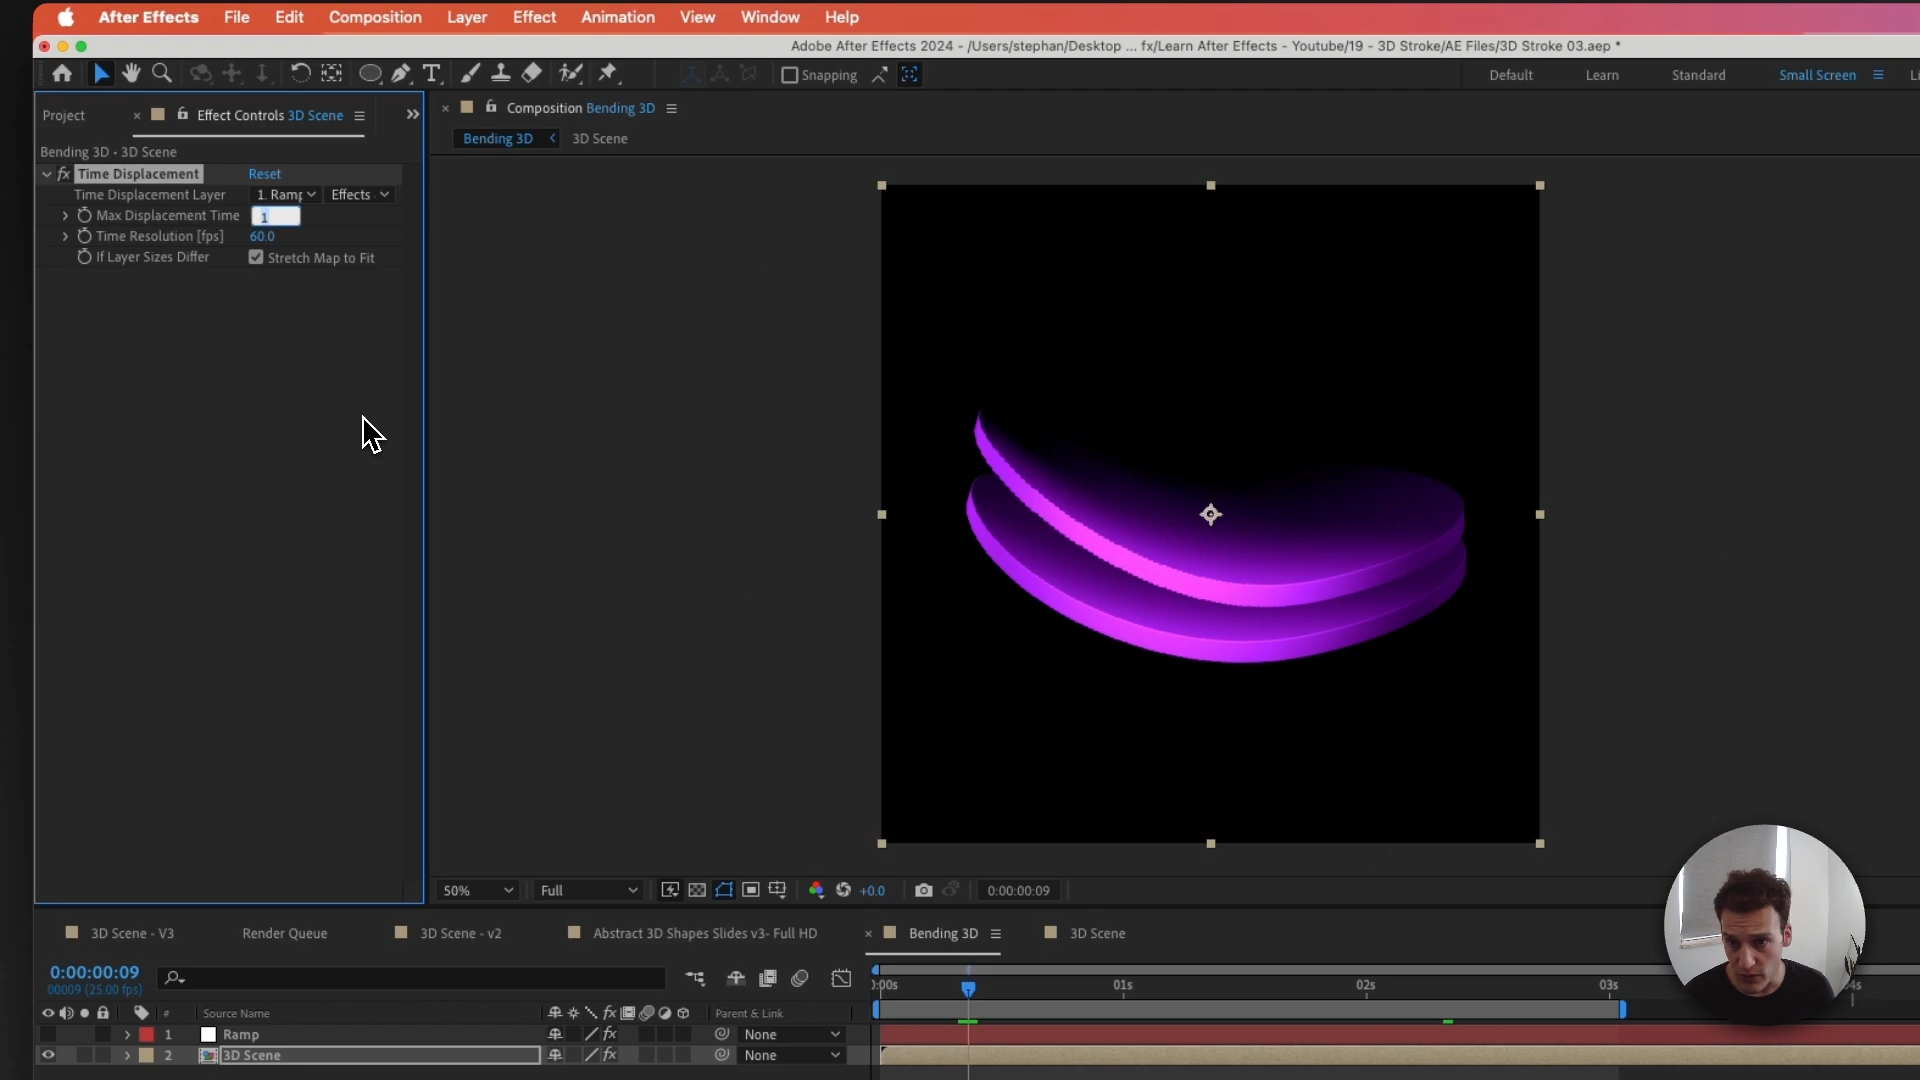 After Effects File Edit Composition Layer Effect Animation View Window Help
Adobe After Effects 2024 - /Users/stephan/Desktop ... fx/Learn After Effects - Youtube/19 - 3D Stroke/AE Files/3D Stroke 03.aep *
Snapping Default Learn Standard Small Screen
Project × Effect Controls 3D Scene × Composition Bending 3D
Bending 3D 3D Scene
Bending 3D • 3D Scene
fx Time Displacement Reset
Time Displacement Layer 1. Ramp Effects
Max Displacement Time 1
Time Resolution [fps] 60.0
If Layer Sizes Differ Stretch Map to Fit
50% Full +0.0 0:00:00:09
3D Scene - V3 Render Queue 3D Scene - v2 Abstract 3D Shapes Slides v3- Full HD × Bending 3D 3D Scene
0:00:00:09
00009 (25.00 fps) 01s 02s 03s
# Source Name fx Parent & Link
1 Ramp fx None
2 3D Scene fx None